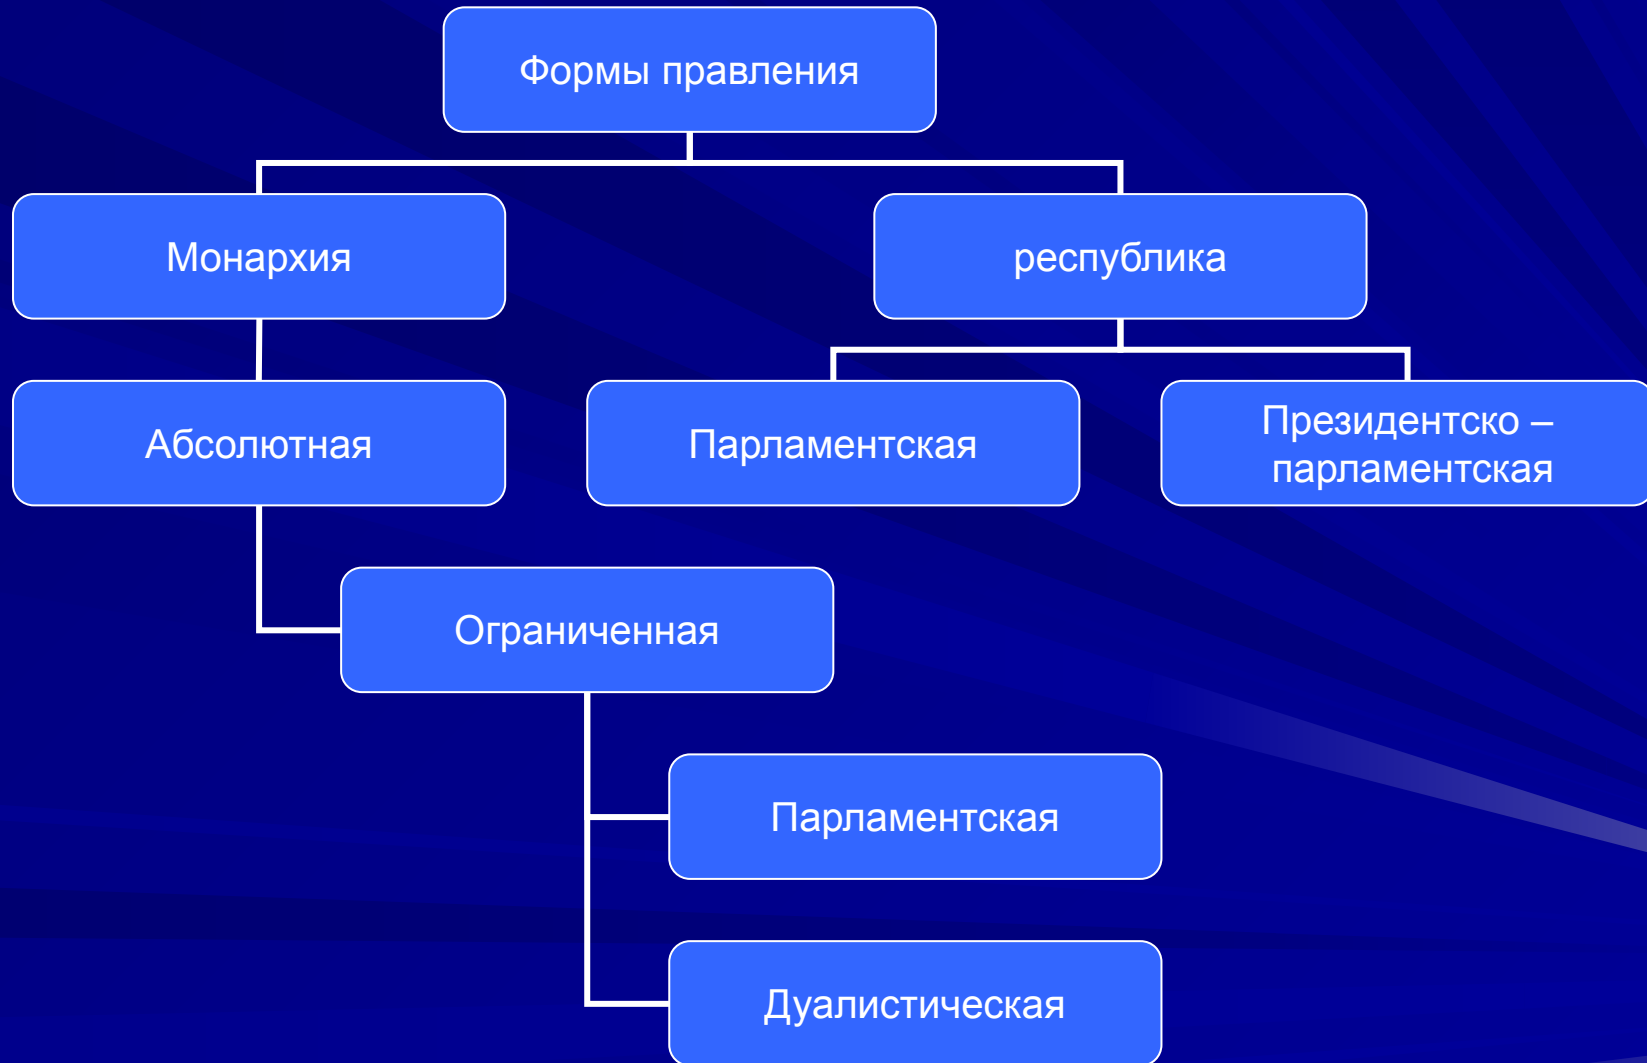 Формы правления
Монархия
республика
Абсолютная
Парламентская
Президентско –
парламентская
Ограниченная
Парламентская
Дуалистическая